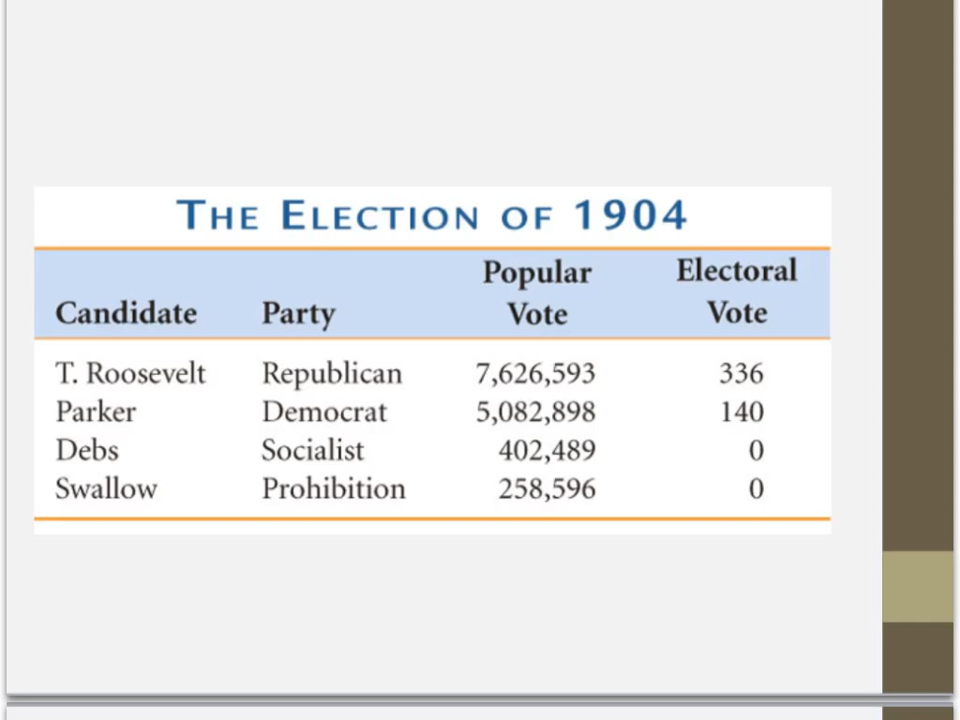 THE ELECTION OF 1904
Popular Electoral
Candidate Party Vote Vote
T. Roosevelt Republican 7,626,593 336
Parker Democrat 5,082,898 140
Debs Socialist 402,489 0
Swallow Prohibition 258,596 0